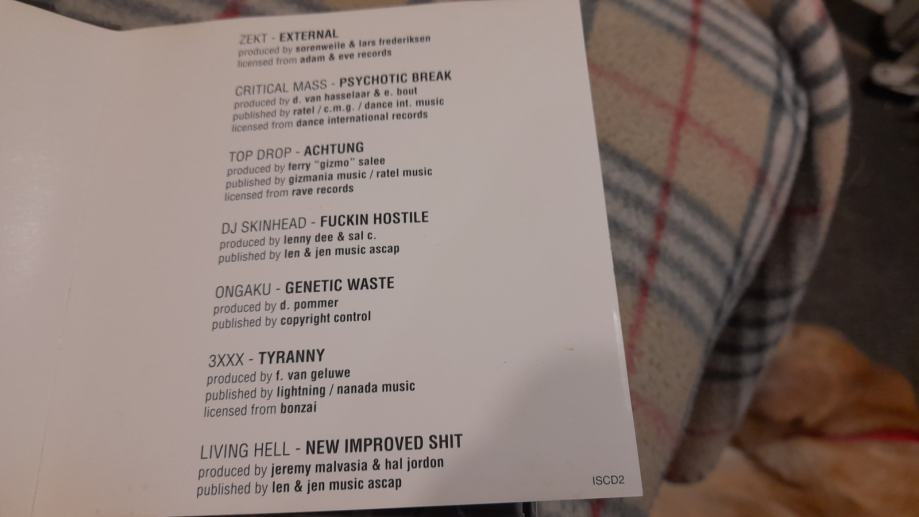 ZEKT - EXTERNAL
produced by sorenweile & lars frederiksen
licensed from adam & eve records
CRITICAL MASS - PSYCHOTIC BREAK
produced by d. van hasselaar & e. bout
published by ratel / c.m.g. / dance int. music
licensed from dance international records
TOP DROP - ACHTUNG
produced by ferry "gizmo" salee
published by gizmania music / ratel music
licensed from rave records
DJ SKINHEAD - FUCKIN HOSTILE
produced by lenny dee & sal c.
published by len & jen music ascap
ONGAKU - GENETIC WASTE
produced by d. pommer
published by copyright control
3XXX - TYRANNY
produced by f. van geluwe
published by lightning / nanada music
licensed from bonzai
LIVING HELL - NEW IMPROVED SHIT
produced by jeremy malvasia & hal jordon
published by len & jen music ascap
ISCD2